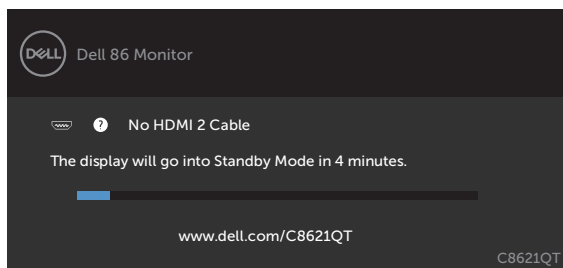 DELL
Dell 86 Monitor
? No HDMI 2 Cable
The display will go into Standby Mode in 4 minutes.
www.dell.com/C8621QT
C8621QT